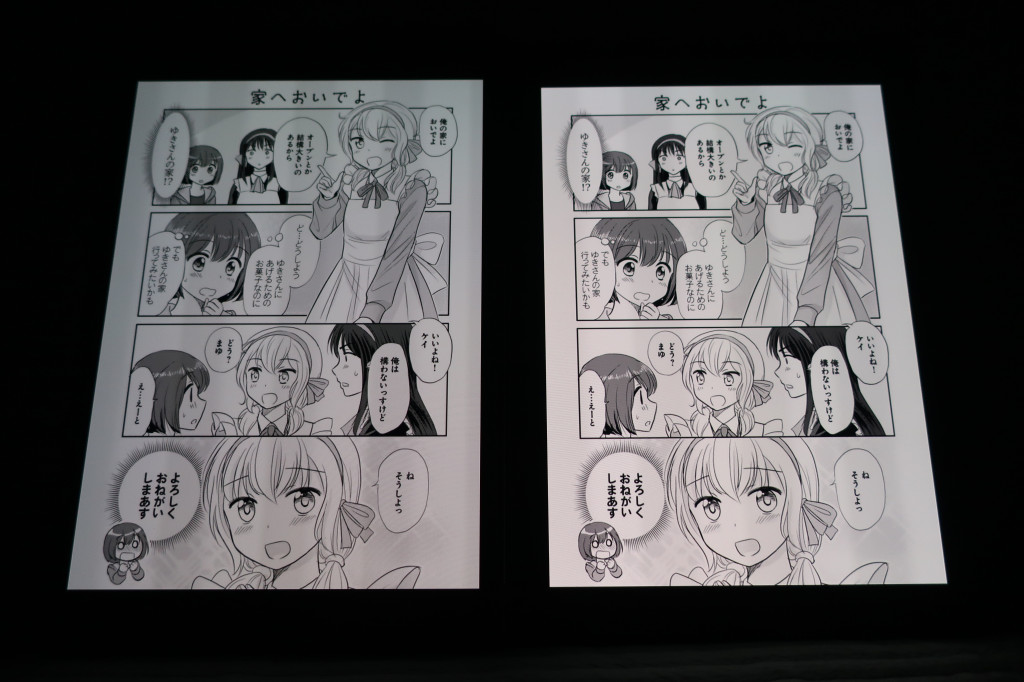 家へおいでよ
俺の家に
おいでよ
オーブンとか
結構大きいの
あるから
ゆきさんの家!?
ど…どうしよう
ゆきさんに
あげるための
お菓子なのに
でも
ゆきさんの家
行ってみたいかも
いいよね!
ケイ
俺は
構わないっすけど
どう?
まゆ
え…えーと
ね
そうしよっ
よろしく
おねがい
しまあす
家へおいでよ
俺の家に
おいでよ
オーブンとか
結構大きいの
あるから
ゆきさんの家!?
ど…どうしよう
ゆきさんに
あげるための
お菓子なのに
でも
ゆきさんの家
行ってみたいかも
いいよね!
ケイ
俺は
構わないっすけど
どう?
まゆ
え…えーと
ね
そうしよっ
よろしく
おねがい
しまあす